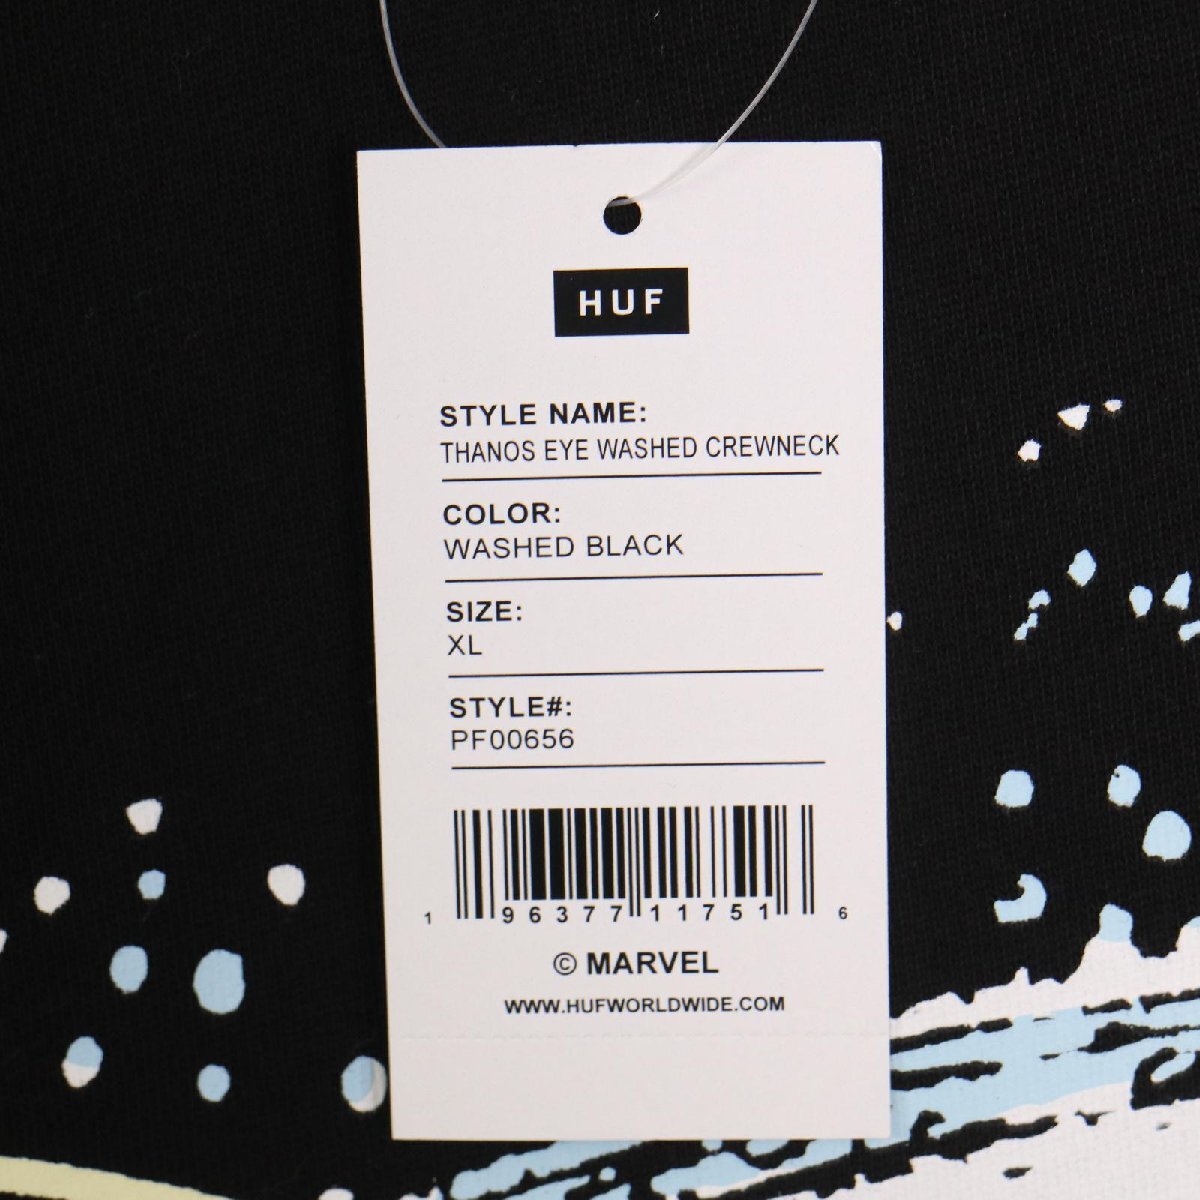 HUF
STYLE NAME:
THANOS EYE WASHED CREWNECK
COLOR:
WASHED BLACK
SIZE:
XL
STYLE#:
PF00656
1 96377 11751 6
© MARVEL
WWW.HUFWORLDWIDE.COM